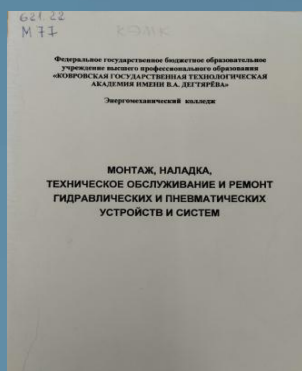 621.22
М77 КЭМК
Федеральное государственное бюджетное образовательное
учреждение высшего профессионального образования
«КОВРОВСКАЯ ГОСУДАРСТВЕННАЯ ТЕХНОЛОГИЧЕСКАЯ
АКАДЕМИЯ ИМЕНИ В.А. ДЕГТЯРЁВА»
Энергомеханический колледж
МОНТАЖ, НАЛАДКА,
ТЕХНИЧЕСКОЕ ОБСЛУЖИВАНИЕ И РЕМОНТ
ГИДРАВЛИЧЕСКИХ И ПНЕВМАТИЧЕСКИХ
УСТРОЙСТВ И СИСТЕМ